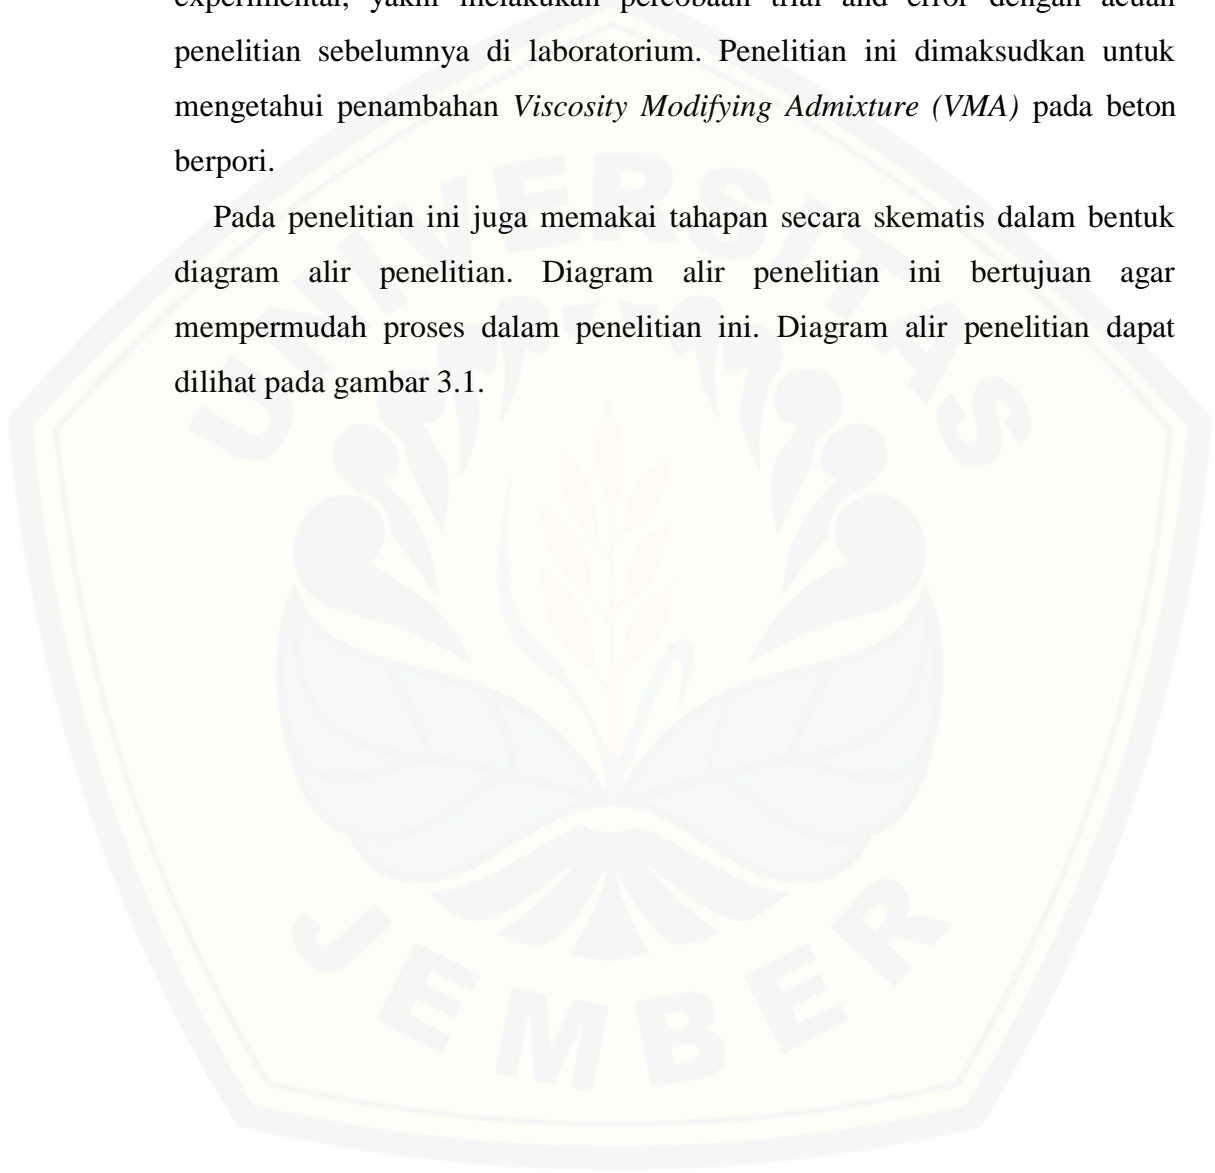 experimental, yakni melakukan percobaan trial and error dengan acuan
penelitian sebelumnya di laboratorium. Penelitian ini dimaksudkan untuk
mengetahui penambahan Viscosity Modifying Admixture (VMA) pada beton
berpori.
Pada penelitian ini juga memakai tahapan secara skematis dalam bentuk
diagram alir penelitian. Diagram alir penelitian ini bertujuan agar
mempermudah proses dalam penelitian ini. Diagram alir penelitian dapat
dilihat pada gambar 3.1.
UNIVERSITAS
JEMBER